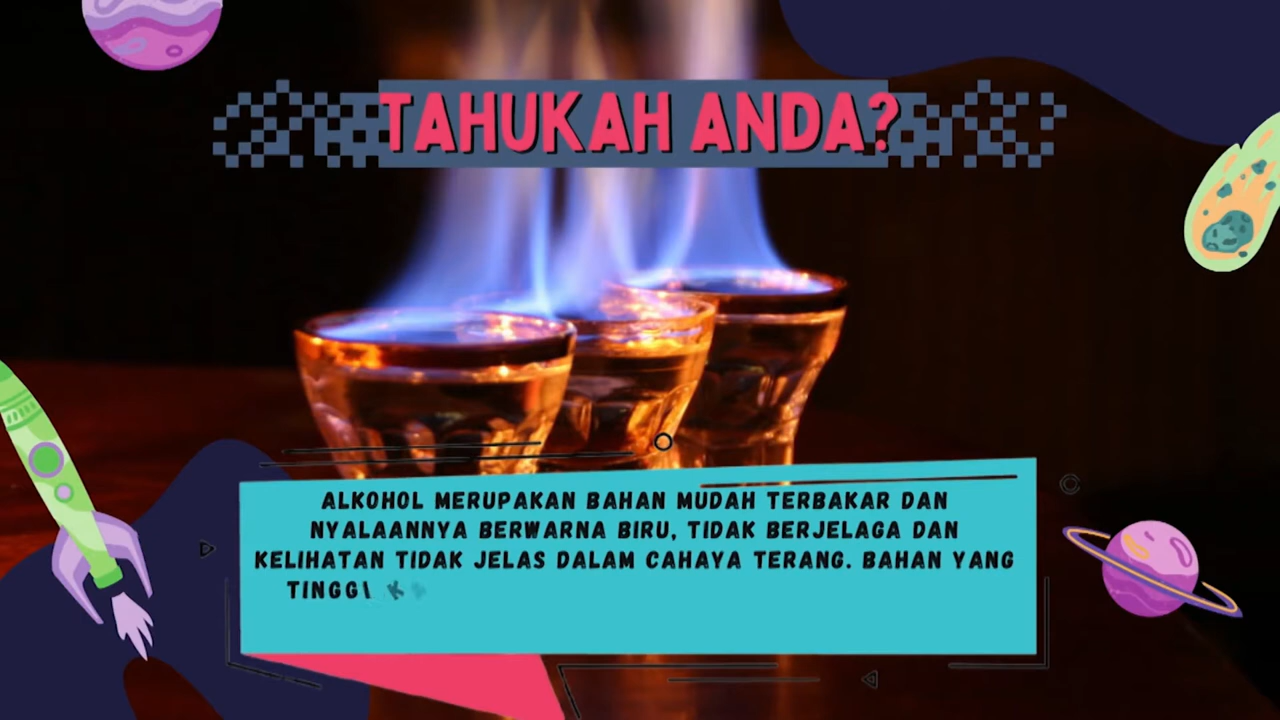 TAHUKAH ANDA?
ALKOHOL MERUPAKAN BAHAN MUDAH TERBAKAR DAN
NYALAANNYA BERWARNA BIRU, TIDAK BERJELAGA DAN
KELIHATAN TIDAK JELAS DALAM CAHAYA TERANG. BAHAN YANG
TINGGI